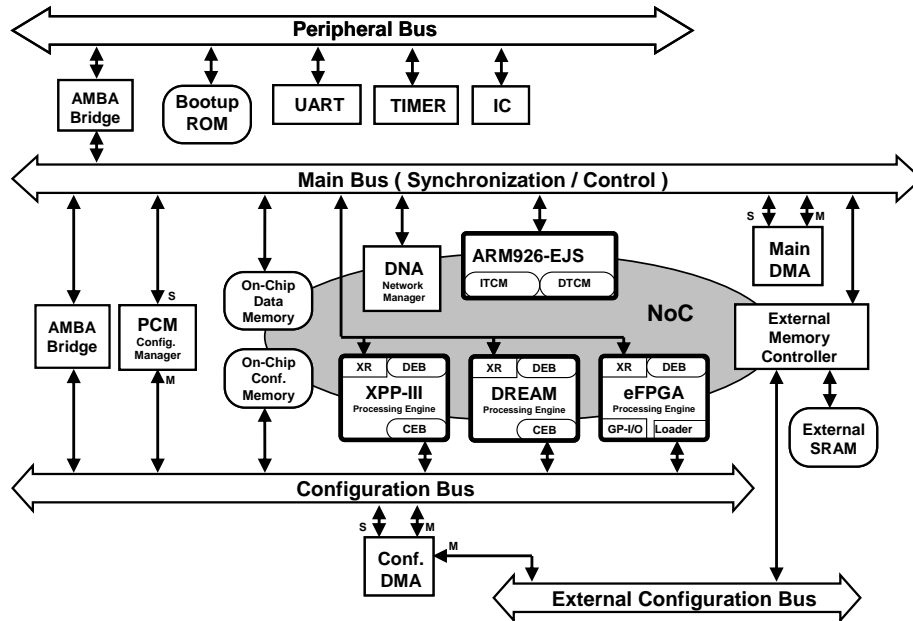 Peripheral Bus
AMBA
Bridge
Bootup
ROM
UART
TIMER
IC
Main Bus ( Synchronization / Control )
S
M
Main
DMA
DNA
Network
Manager
ARM926-EJS
ITCM
DTCM
On-Chip
Data
Memory
NoC
S
AMBA
Bridge
PCM
Config.
Manager
M
External
Memory
Controller
On-Chip
Conf.
Memory
XR
DEB
XPP-III
Processing Engine
CEB
XR
DEB
DREAM
Processing Engine
CEB
XR
DEB
eFPGA
Processing Engine
GP-I/O
Loader
External
SRAM
Configuration Bus
S
M
M
Conf.
DMA
External Configuration Bus